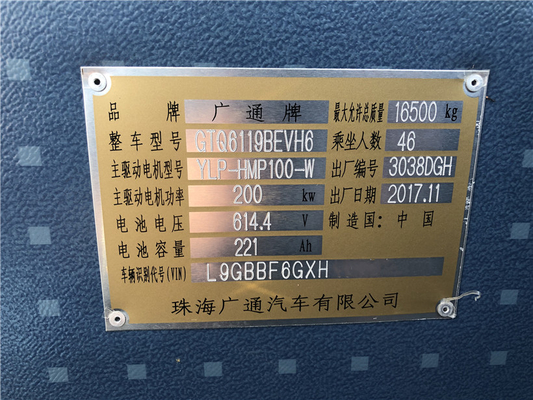 品牌 广通牌 最大允许总质量 16500 kg
整车型号 GTQ6119BEVH6 乘坐人数 46
主驱动电机型号 YLP-HMP100-W 出厂编号 3038DGH
主驱动电机功率 200 kw 出厂日期 2017.11
电池电压 614.4 V 制造国：中国
电池容量 221 Ah
车辆识别代号(VIN) L9GBBF6GXH
珠海广通汽车有限公司